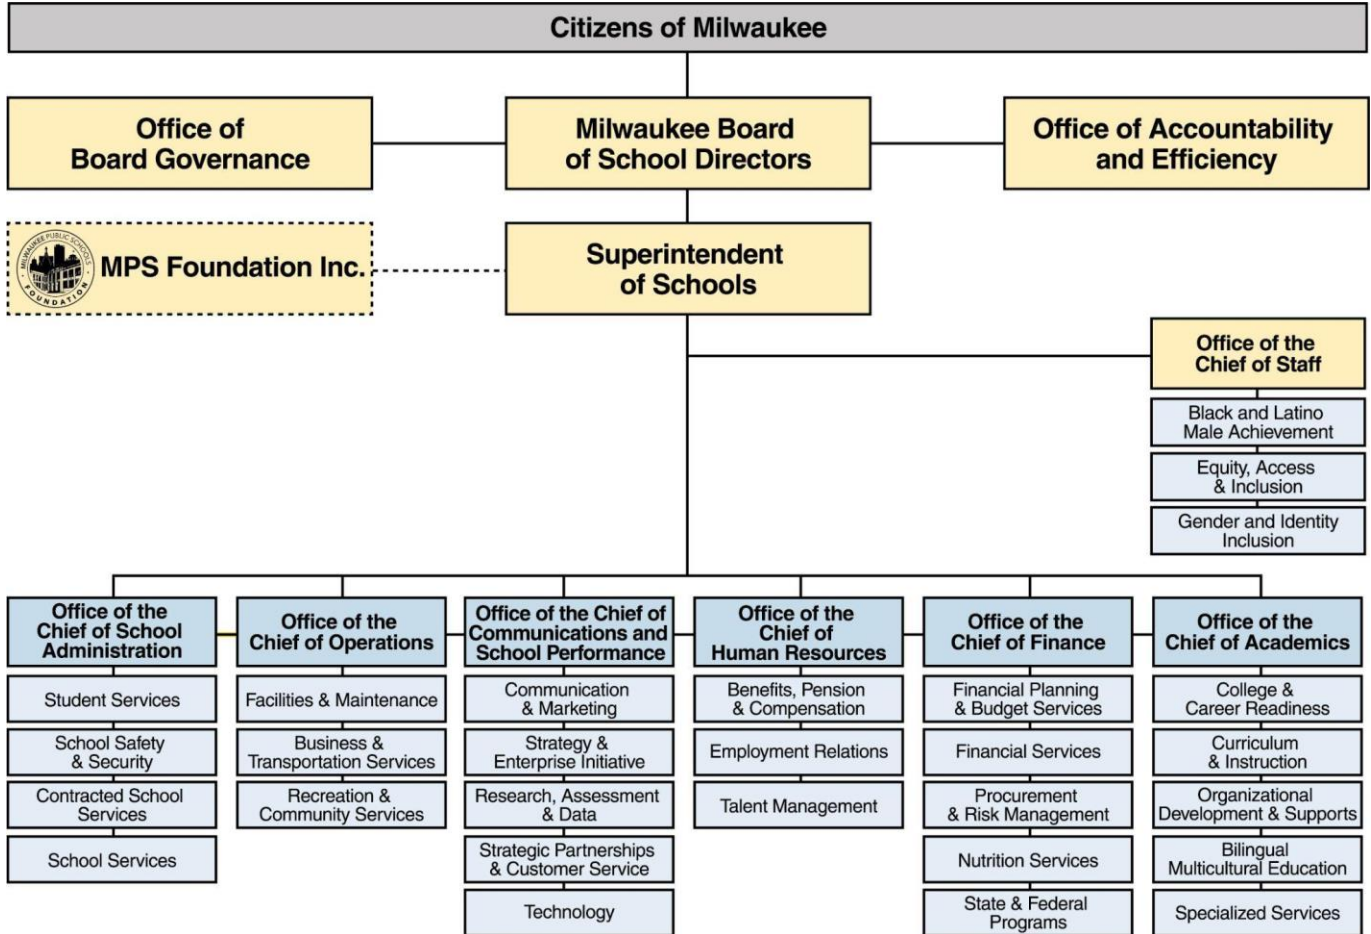 Citizens of Milwaukee
Office of
Board Governance
Milwaukee Board
of School Directors
Office of Accountability
and Efficiency
MILWAUKEE PUBLIC SCHOOLS
FOUNDATION
MPS Foundation Inc.
Superintendent
of Schools
Office of the
Chief of Staff
Black and Latino
Male Achievement
Equity, Access
& Inclusion
Gender and Identity
Inclusion
Office of the
Chief of School
Administration
Student Services
School Safety
& Security
Contracted School
Services
School Services
Office of the
Chief of Operations
Facilities & Maintenance
Business &
Transportation Services
Recreation &
Community Services
Office of the Chief of
Communications and
School Performance
Communication
& Marketing
Strategy &
Enterprise Initiative
Research, Assessment
& Data
Strategic Partnerships
& Customer Service
Technology
Office of the
Chief of
Human Resources
Benefits, Pension
& Compensation
Employment Relations
Talent Management
Office of the
Chief of Finance
Financial Planning
& Budget Services
Financial Services
Procurement
& Risk Management
Nutrition Services
State & Federal
Programs
Office of the
Chief of Academics
College &
Career Readiness
Curriculum
& Instruction
Organizational
Development & Supports
Bilingual
Multicultural Education
Specialized Services